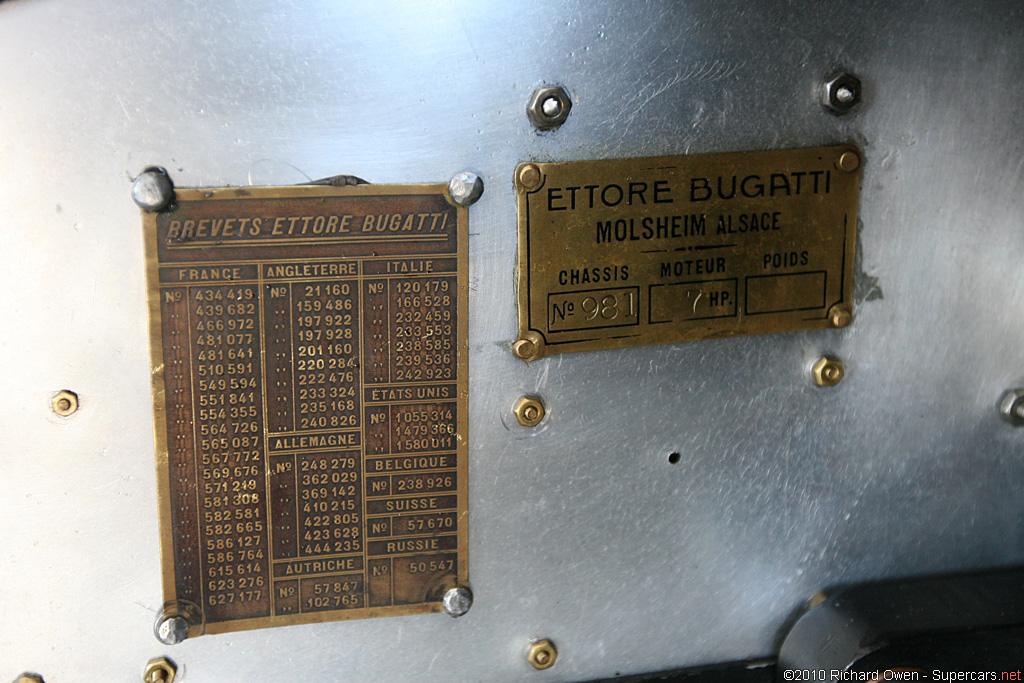 BREVETS ETTORE BUGATTI
FRANCE
Nº 434 419
439 682
466 972
481 077
481 641
510 591
549 594
551 841
554 355
564 726
565 087
567 772
569 676
571 219
581 308
582 581
582 665
586 127
586 764
615 614
623 276
627 177
ANGLETERRE
Nº 21 160
159 486
197 922
197 928
201 160
220 284
222 476
233 324
235 168
240 826
ALLEMAGNE
Nº 248 279
362 029
369 142
410 215
422 805
423 628
444 235
AUTRICHE
Nº 57 847
102 765
ITALIE
Nº 120 179
166 528
232 459
233 553
238 585
239 536
242 923
ÉTATS UNIS
Nº 1 055 314
1 479 366
1 580 011
BELGIQUE
Nº 238 926
SUISSE
Nº 57 670
RUSSIE
Nº 50 547
ETTORE BUGATTI
MOLSHEIM ALSACE
CHASSIS MOTEUR POIDS
Nº 981 7 HP.
©2010 Richard Owen - Supercars.net